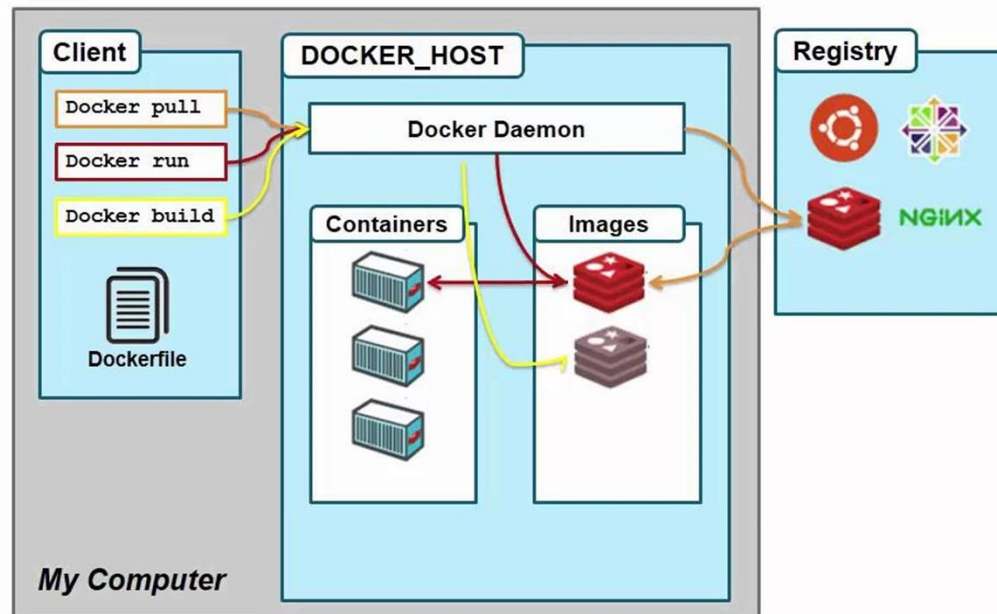 Client
DOCKER_HOST
Registry
Docker pull
Docker run
Docker build
Docker Daemon
Containers
Images
NGiNX
Dockerfile
My Computer